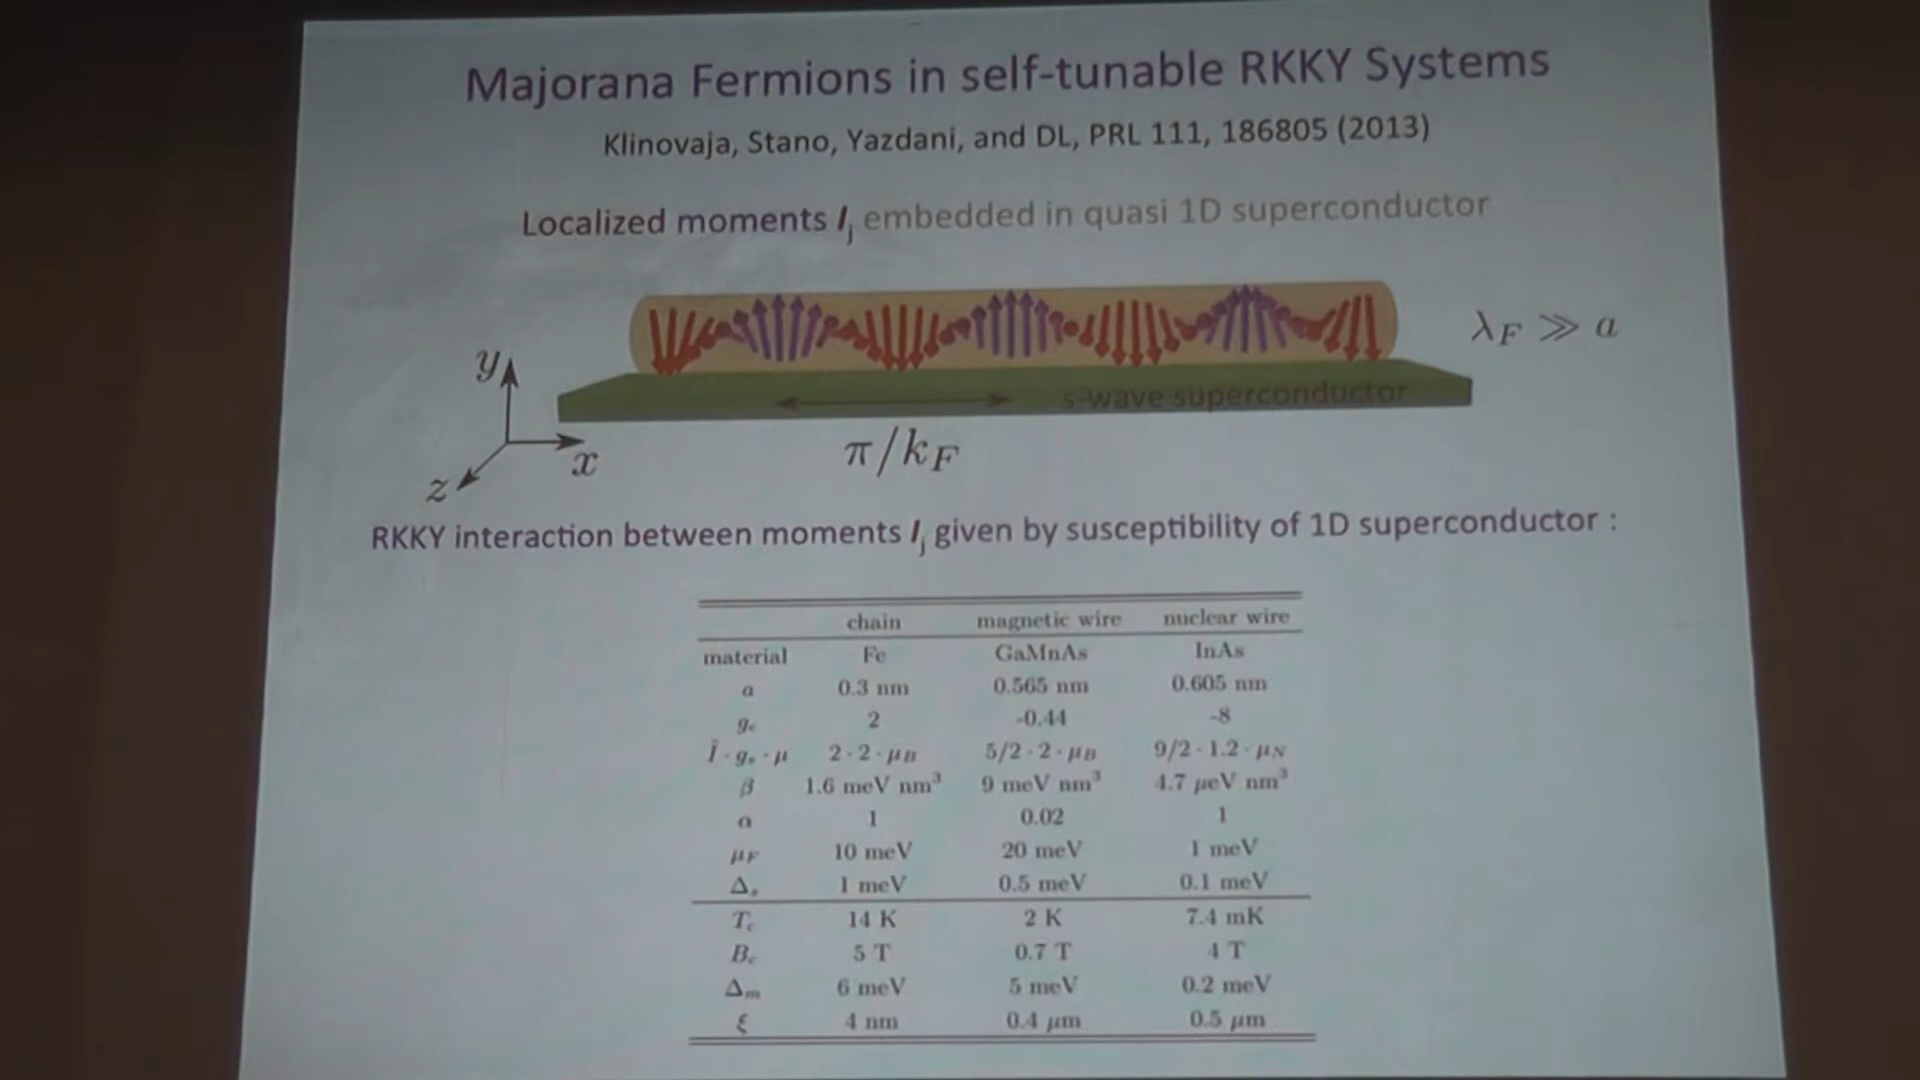 Majorana Fermions in self-tunable RKKY Systems
Klinovaja, Stano, Yazdani, and DL, PRL 111, 186805 (2013)
Localized moments I_j embedded in quasi 1D superconductor
λ_F ≫ a
y
s-wave superconductor
π/k_F
x
z
RKKY interaction between moments I_j given by susceptibility of 1D superconductor :
chain magnetic wire nuclear wire
material Fe GaMnAs InAs
a 0.3 nm 0.565 nm 0.605 nm
g_e 2 -0.44 -8
Ĩ · g_s · μ 2 · 2 · μ_B 5/2 · 2 · μ_B 9/2 · 1.2 · μ_N
β 1.6 meV nm³ 9 meV nm³ 4.7 μeV nm³
α 1 0.02 1
μ_F 10 meV 20 meV 1 meV
Δ_s 1 meV 0.5 meV 0.1 meV
T_c 14 K 2 K 7.4 mK
B_c 5 T 0.7 T 4 T
Δ_m 6 meV 5 meV 0.2 meV
ξ 4 nm 0.4 μm 0.5 μm